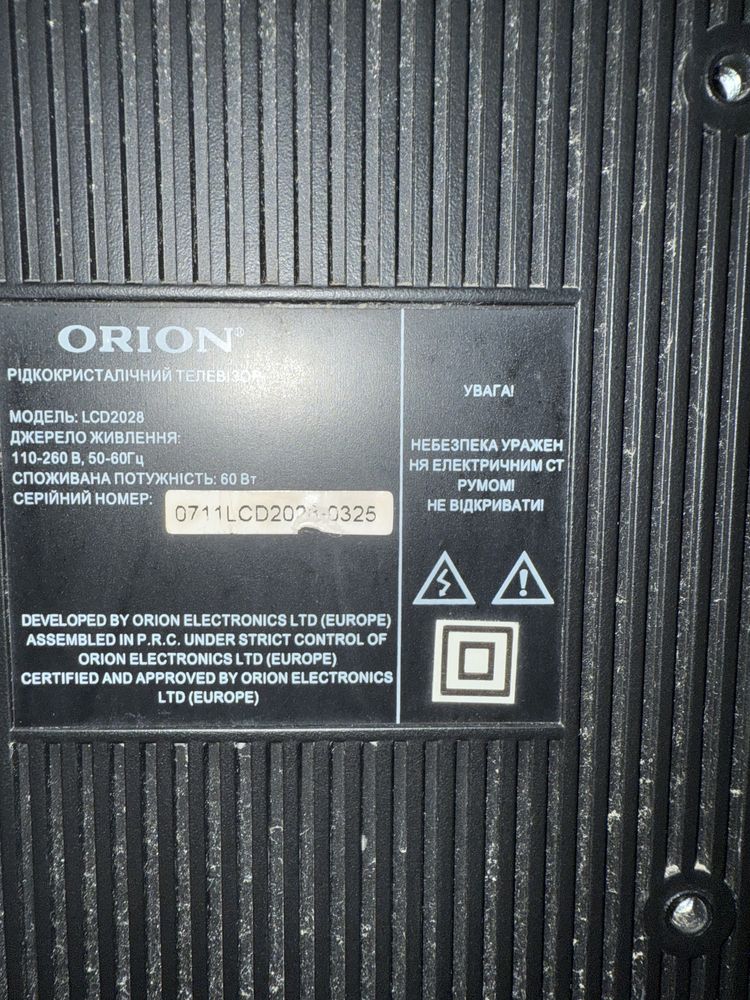 ORION®
РІДКОКРИСТАЛІЧНИЙ ТЕЛЕВІЗОР
МОДЕЛЬ: LCD2028
ДЖЕРЕЛО ЖИВЛЕННЯ:
110-260 В, 50-60Гц
СПОЖИВАНА ПОТУЖНІСТЬ: 60 Вт
СЕРІЙНИЙ НОМЕР:
0711LCD2028-0325
DEVELOPED BY ORION ELECTRONICS LTD (EUROPE)
ASSEMBLED IN P.R.C. UNDER STRICT CONTROL OF
ORION ELECTRONICS LTD (EUROPE)
CERTIFIED AND APPROVED BY ORION ELECTRONICS
LTD (EUROPE)
УВАГА!
НЕБЕЗПЕКА УРАЖЕН
НЯ ЕЛЕКТРИЧНИМ СТ
РУМОМ!
НЕ ВІДКРИВАТИ!